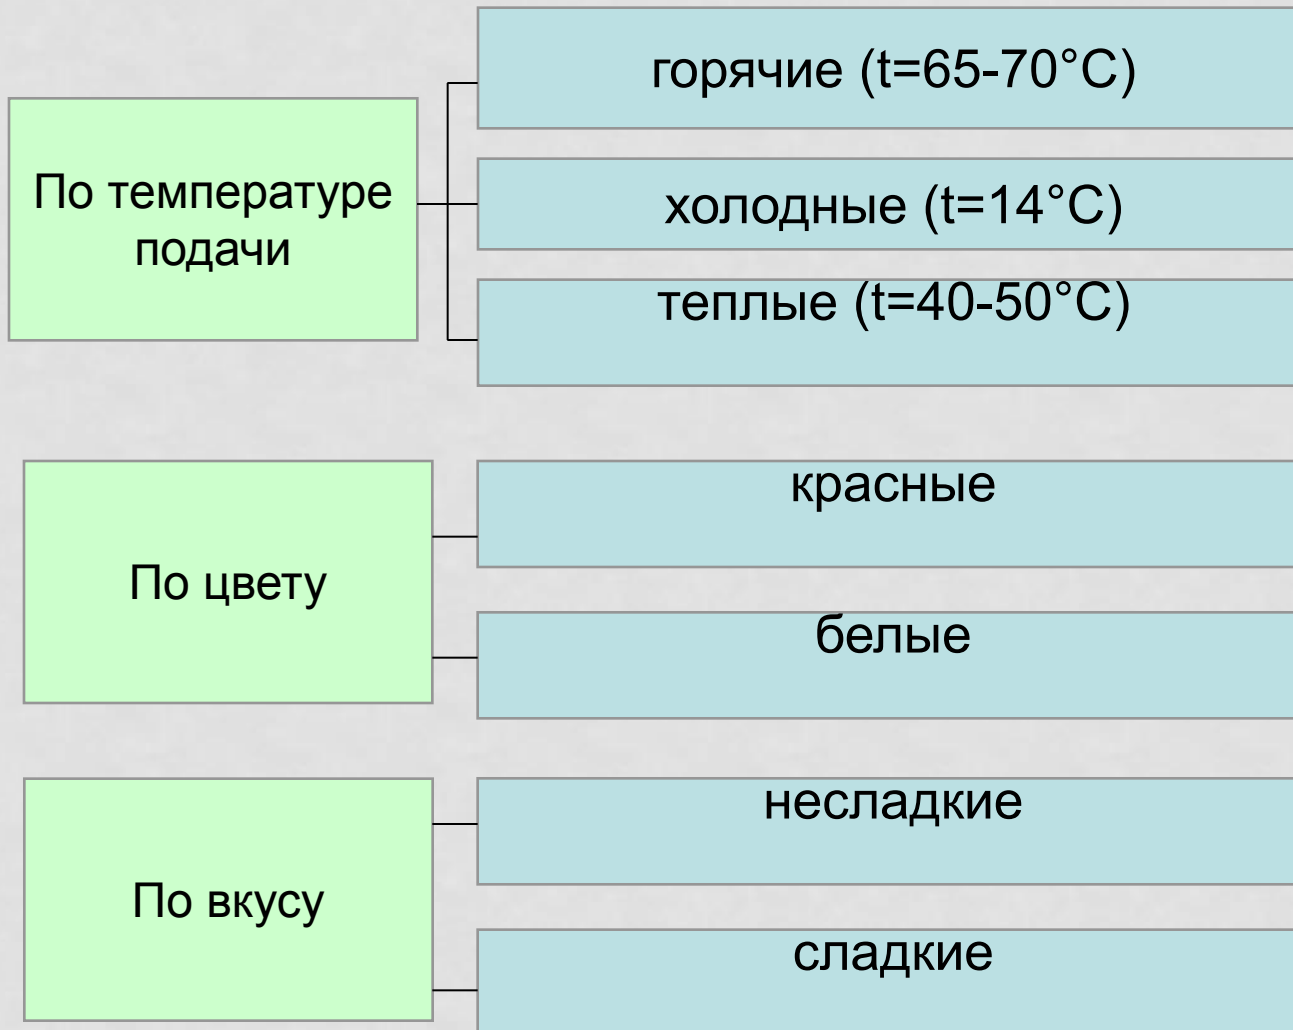 По температуре
подачи
горячие (t=65-70°C)
холодные (t=14°C)
теплые (t=40-50°C)
По цвету
красные
белые
По вкусу
несладкие
сладкие